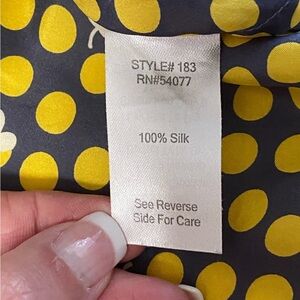 STYLE# 183
RN#54077
100% Silk
See Reverse
Side For Care